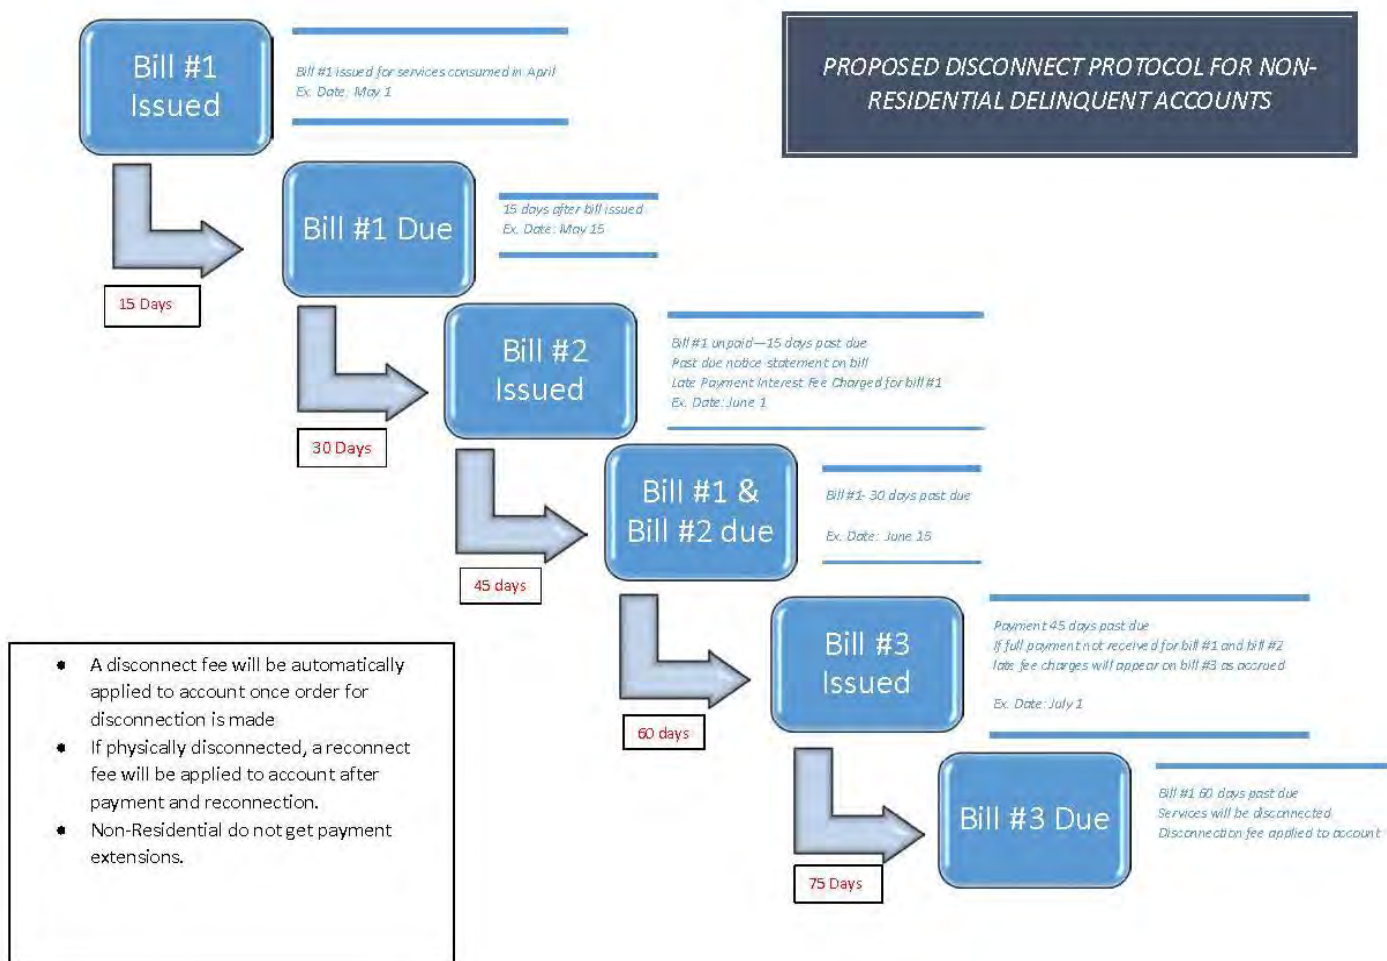 PROPOSED DISCONNECT PROTOCOL FOR NON-
RESIDENTIAL DELINQUENT ACCOUNTS
Bill #1
Issued
Bill #1 issued for services consumed in April
Ex. Date: May 1
15 Days
Bill #1 Due
15 days after bill issued
Ex. Date: May 15
30 Days
Bill #2
Issued
Bill #1 unpaid—15 days past due
Past due notice statement on bill
Late Payment Interest Fee Charged for bill #1
Ex. Date: June 1
45 days
Bill #1 &
Bill #2 due
Bill #1- 30 days past due
Ex. Date: June 15
60 days
Bill #3
Issued
Payment 45 days past due
If full payment not received for bill #1 and bill #2
late fee charges will appear on bill #3 as accrued
Ex. Date: July 1
75 Days
Bill #3 Due
Bill #1 60 days past due
Services will be disconnected
Disconnection fee applied to account
• A disconnect fee will be automatically
applied to account once order for
disconnection is made
• If physically disconnected, a reconnect
fee will be applied to account after
payment and reconnection.
• Non-Residential do not get payment
extensions.